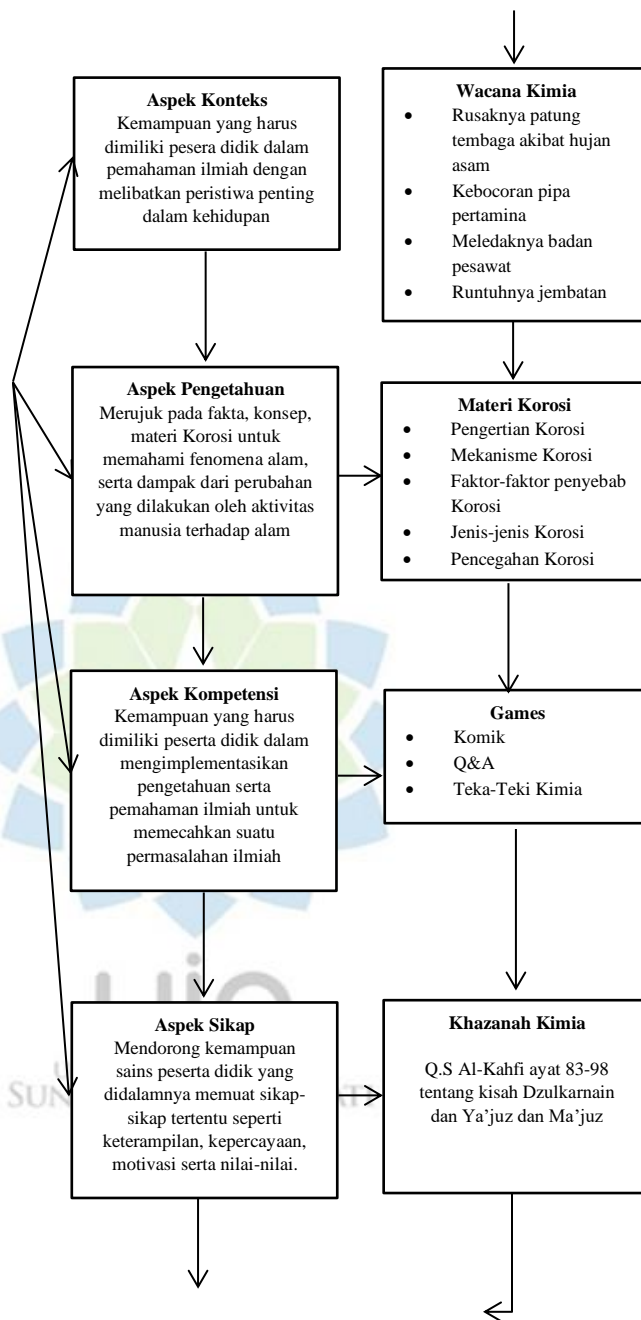 Aspek Konteks
Kemampuan yang harus
dimiliki pesera didik dalam
pemahaman ilmiah dengan
melibatkan peristiwa penting
dalam kehidupan
Wacana Kimia
• Rusaknya patung
tembaga akibat hujan
asam
• Kebocoran pipa
pertamina
• Meledaknya badan
pesawat
• Runtuhnya jembatan
Aspek Pengetahuan
Merujuk pada fakta, konsep,
materi Korosi untuk
memahami fenomena alam,
serta dampak dari perubahan
yang dilakukan oleh aktivitas
manusia terhadap alam
Materi Korosi
• Pengertian Korosi
• Mekanisme Korosi
• Faktor-faktor penyebab
Korosi
• Jenis-jenis Korosi
• Pencegahan Korosi
Aspek Kompetensi
Kemampuan yang harus
dimiliki peserta didik dalam
mengimplementasikan
pengetahuan serta
pemahaman ilmiah untuk
memecahkan suatu
permasalahan ilmiah
Games
• Komik
• Q&A
• Teka-Teki Kimia
Aspek Sikap
Mendorong kemampuan
sains peserta didik yang
didalamnya memuat sikap-
sikap tertentu seperti
keterampilan, kepercayaan,
motivasi serta nilai-nilai.
Khazanah Kimia
Q.S Al-Kahfi ayat 83-98
tentang kisah Dzulkarnain
dan Ya’juz dan Ma’juz